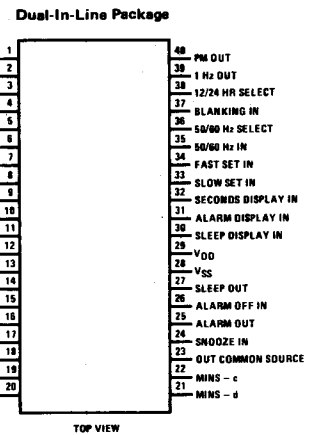 Dual-In-Line Package
1
2
3
4
5
6
7
8
9
10
11
12
13
14
15
16
17
18
19
20
40 PM OUT
39 1 Hz OUT
38 12/24 HR SELECT
37 BLANKING IN
36 50/60 Hz SELECT
35 50/60 Hz IN
34 FAST SET IN
33 SLOW SET IN
32 SECONDS DISPLAY IN
31 ALARM DISPLAY IN
30 SLEEP DISPLAY IN
29 VDD
28 VSS
27 SLEEP OUT
26 ALARM OFF IN
25 ALARM OUT
24 SNOOZE IN
23 OUT COMMON SOURCE
22 MINS – c
21 MINS – d
TOP VIEW